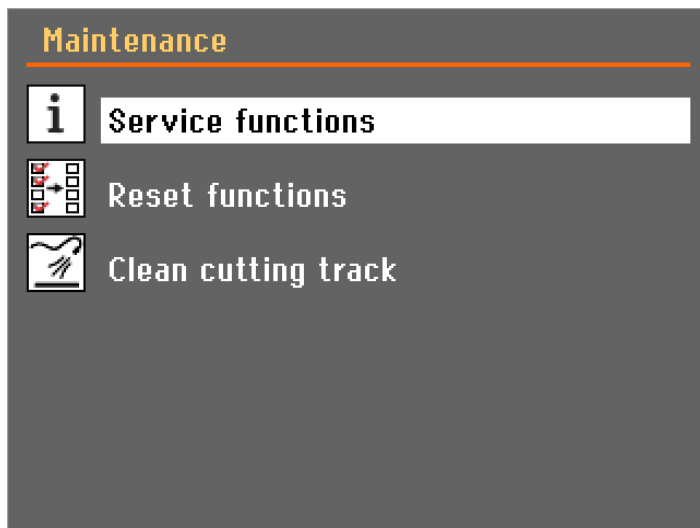 Maintenance
Service functions
Reset functions
Clean cutting track